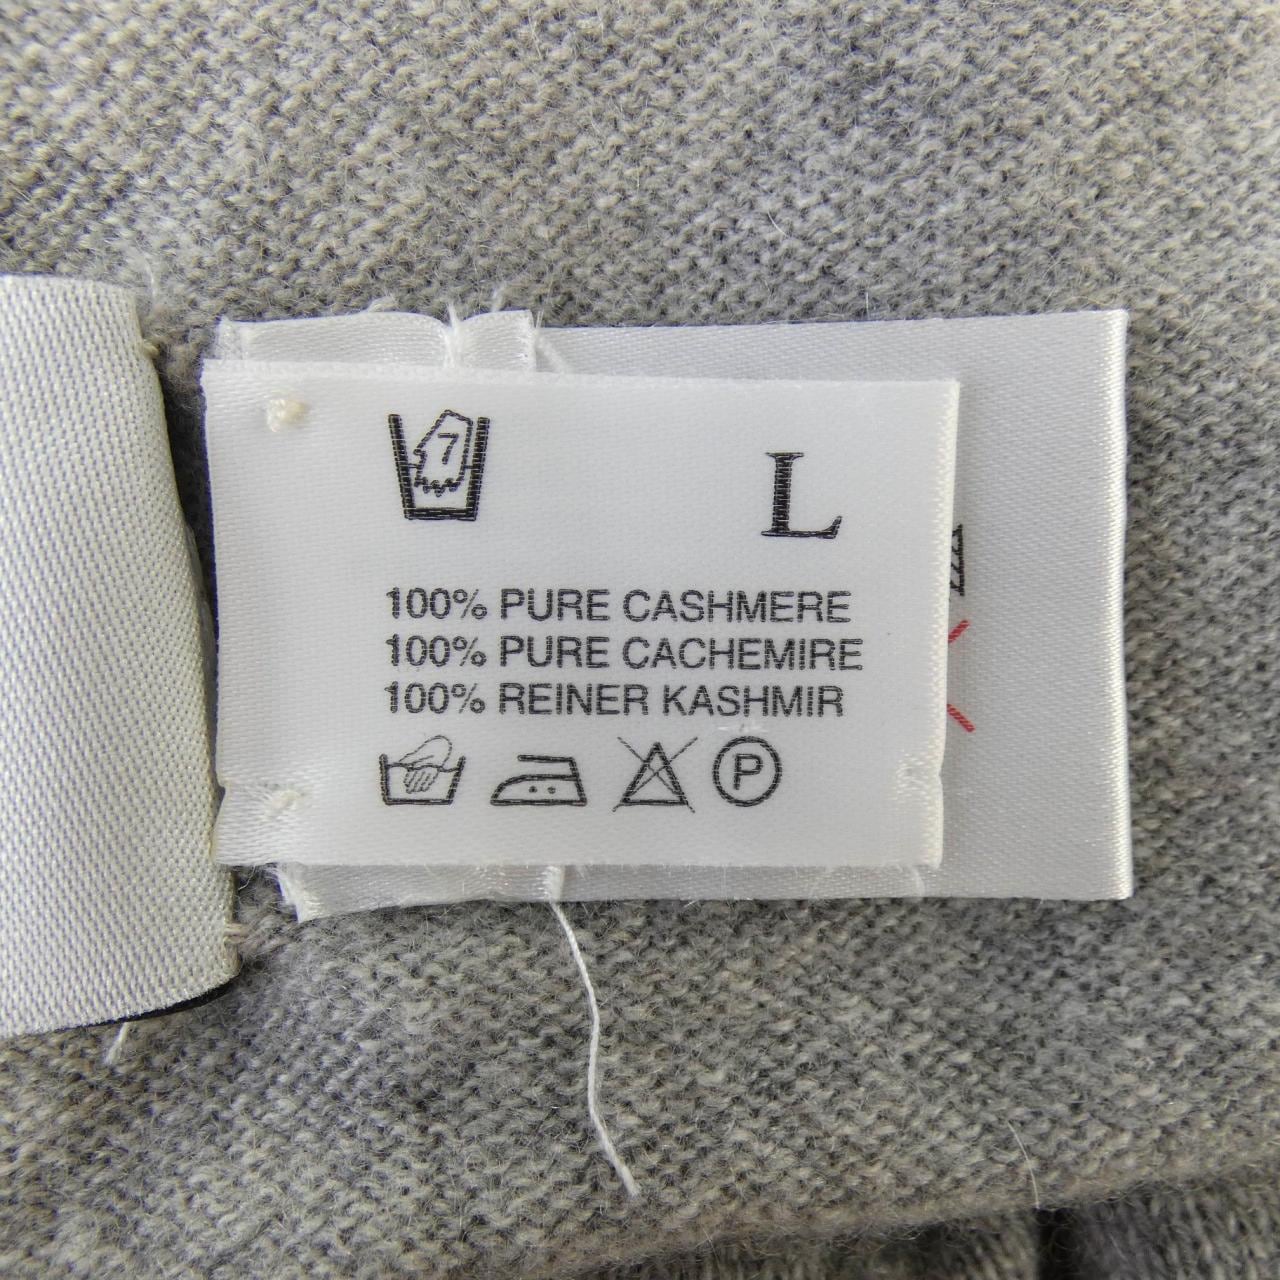 7
L
100% PURE CASHMERE
100% PURE CACHEMIRE
100% REINER KASHMIR
P